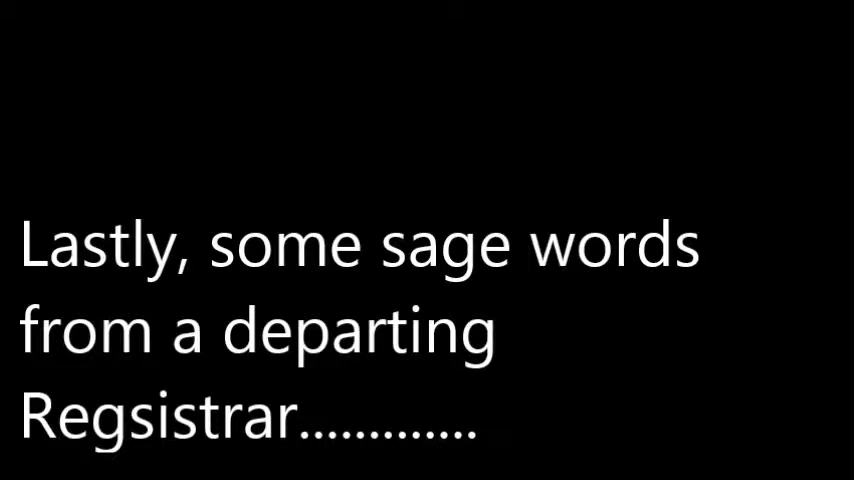 Lastly, some sage words
from a departing
Regsistrar.............